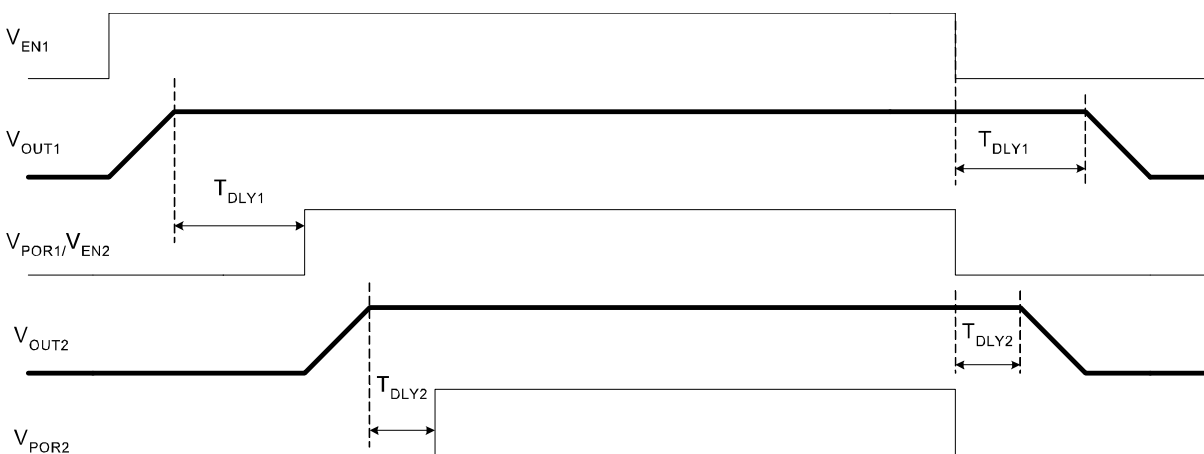 VEN1
VOUT1
TDLY1
TDLY1
VPOR1/VEN2
VOUT2
TDLY2
TDLY2
VPOR2